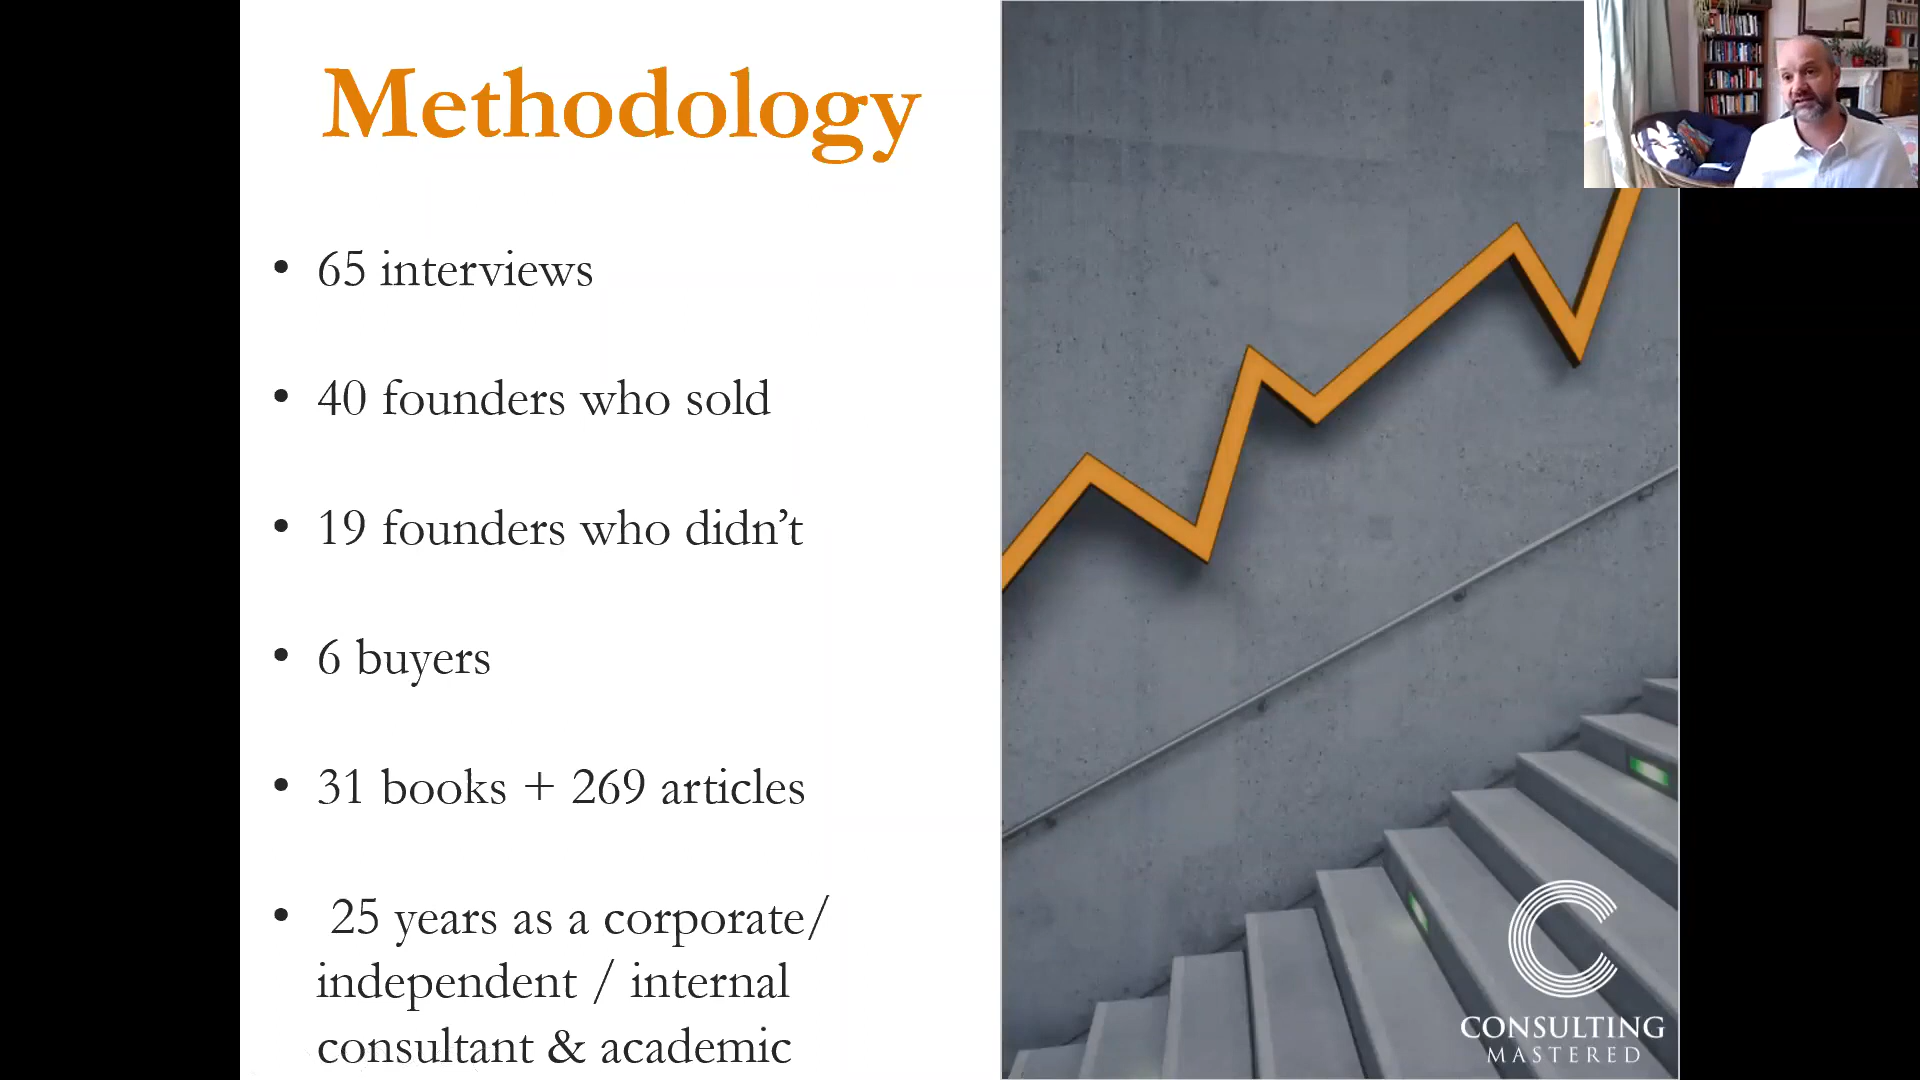 Methodology
• 65 interviews
• 40 founders who sold
• 19 founders who didn’t
• 6 buyers
• 31 books + 269 articles
• 25 years as a corporate/
independent / internal
consultant & academic
CONSULTING
MASTERED